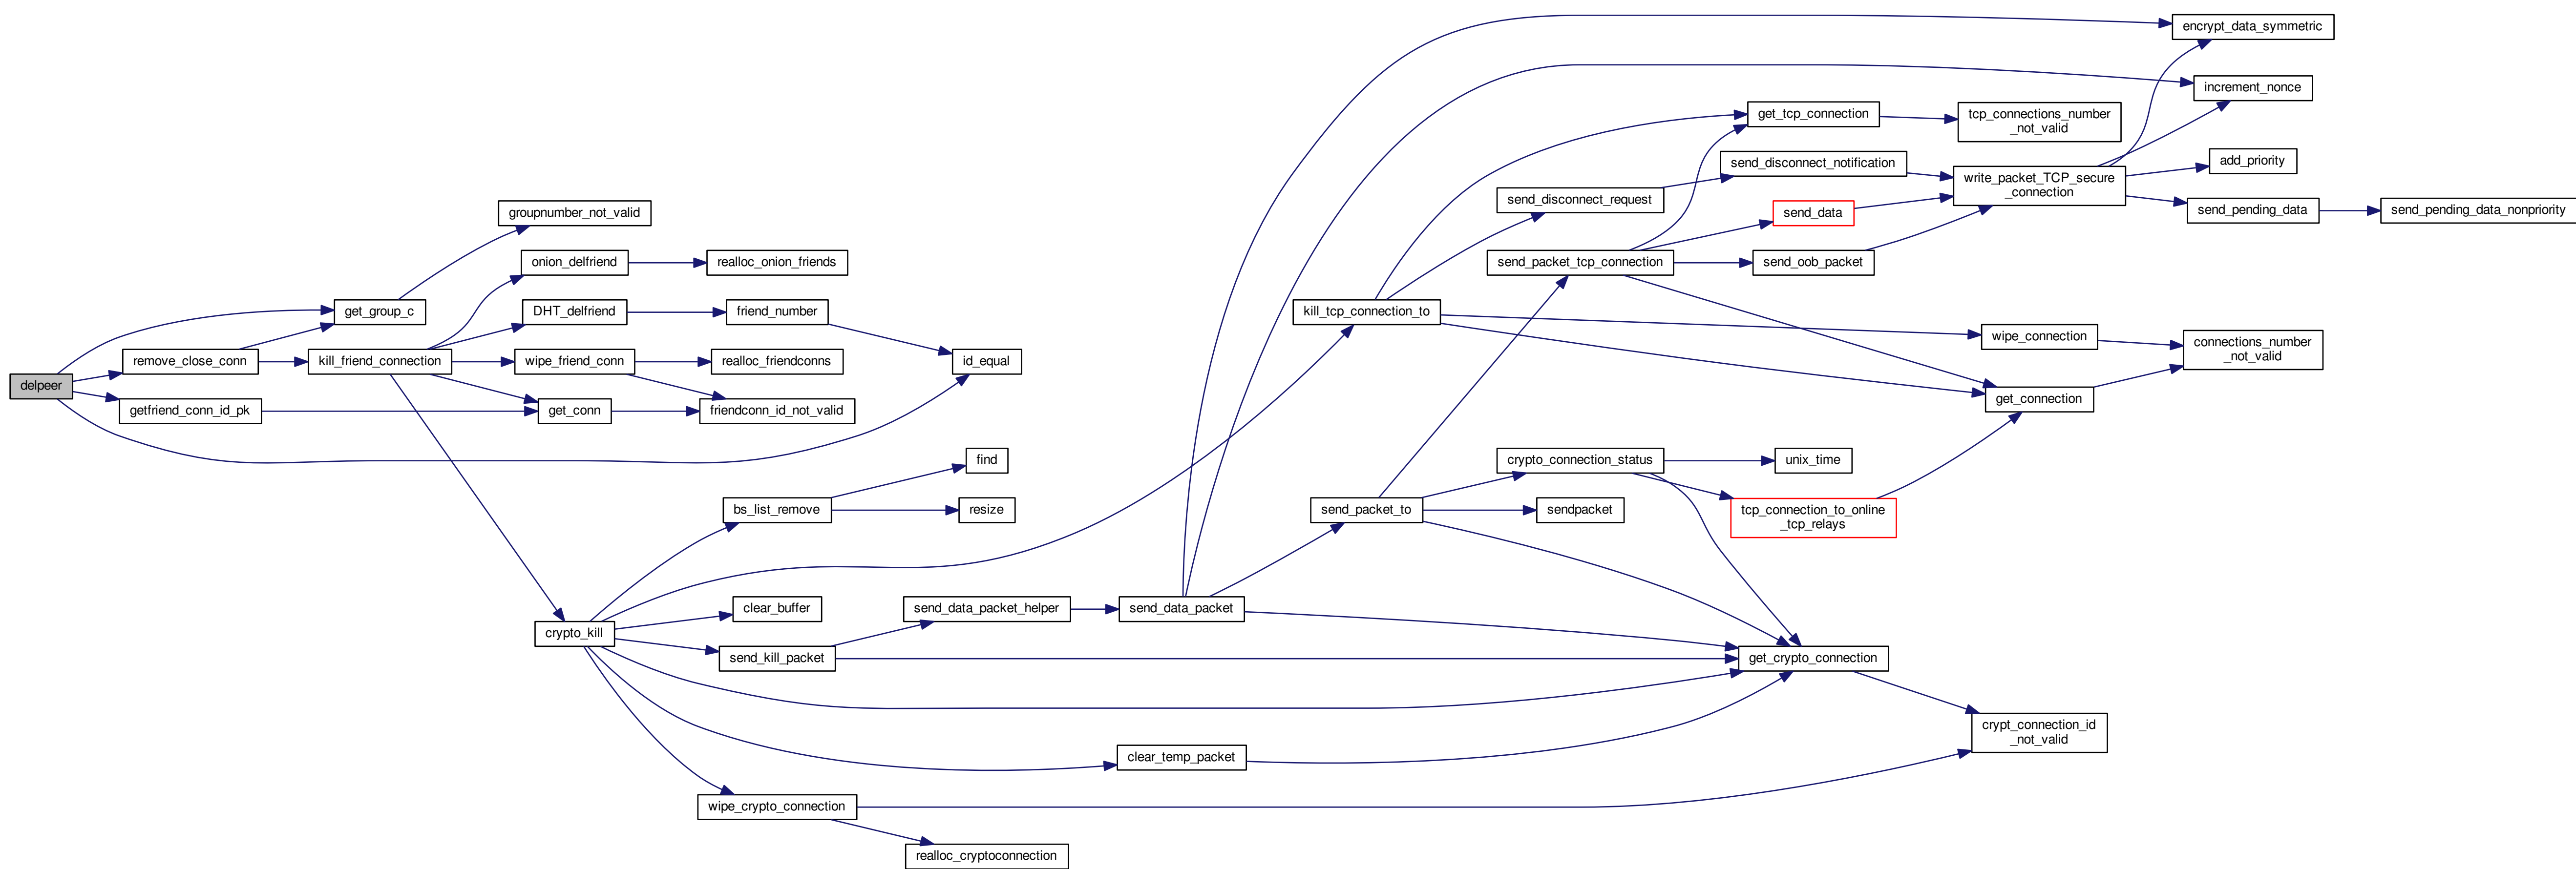 encrypt_data_symmetric
increment_nonce
get_tcp_connection
tcp_connections_number
_not_valid
send_disconnect_notification
add_priority
write_packet_TCP_secure
_connection
send_disconnect_request
send_data
send_pending_data
send_pending_data_nonpriority
groupnumber_not_valid
onion_delfriend
realloc_onion_friends
send_packet_tcp_connection
send_oob_packet
get_group_c
DHT_delfriend
friend_number
kill_tcp_connection_to
wipe_connection
connections_number
_not_valid
remove_close_conn
kill_friend_connection
wipe_friend_conn
realloc_friendconns
id_equal
delpeer
getfriend_conn_id_pk
get_conn
friendconn_id_not_valid
get_connection
find
crypto_connection_status
unix_time
bs_list_remove
resize
send_packet_to
sendpacket
tcp_connection_to_online
_tcp_relays
clear_buffer
send_data_packet_helper
send_data_packet
crypto_kill
send_kill_packet
get_crypto_connection
crypt_connection_id
_not_valid
clear_temp_packet
wipe_crypto_connection
realloc_cryptoconnection